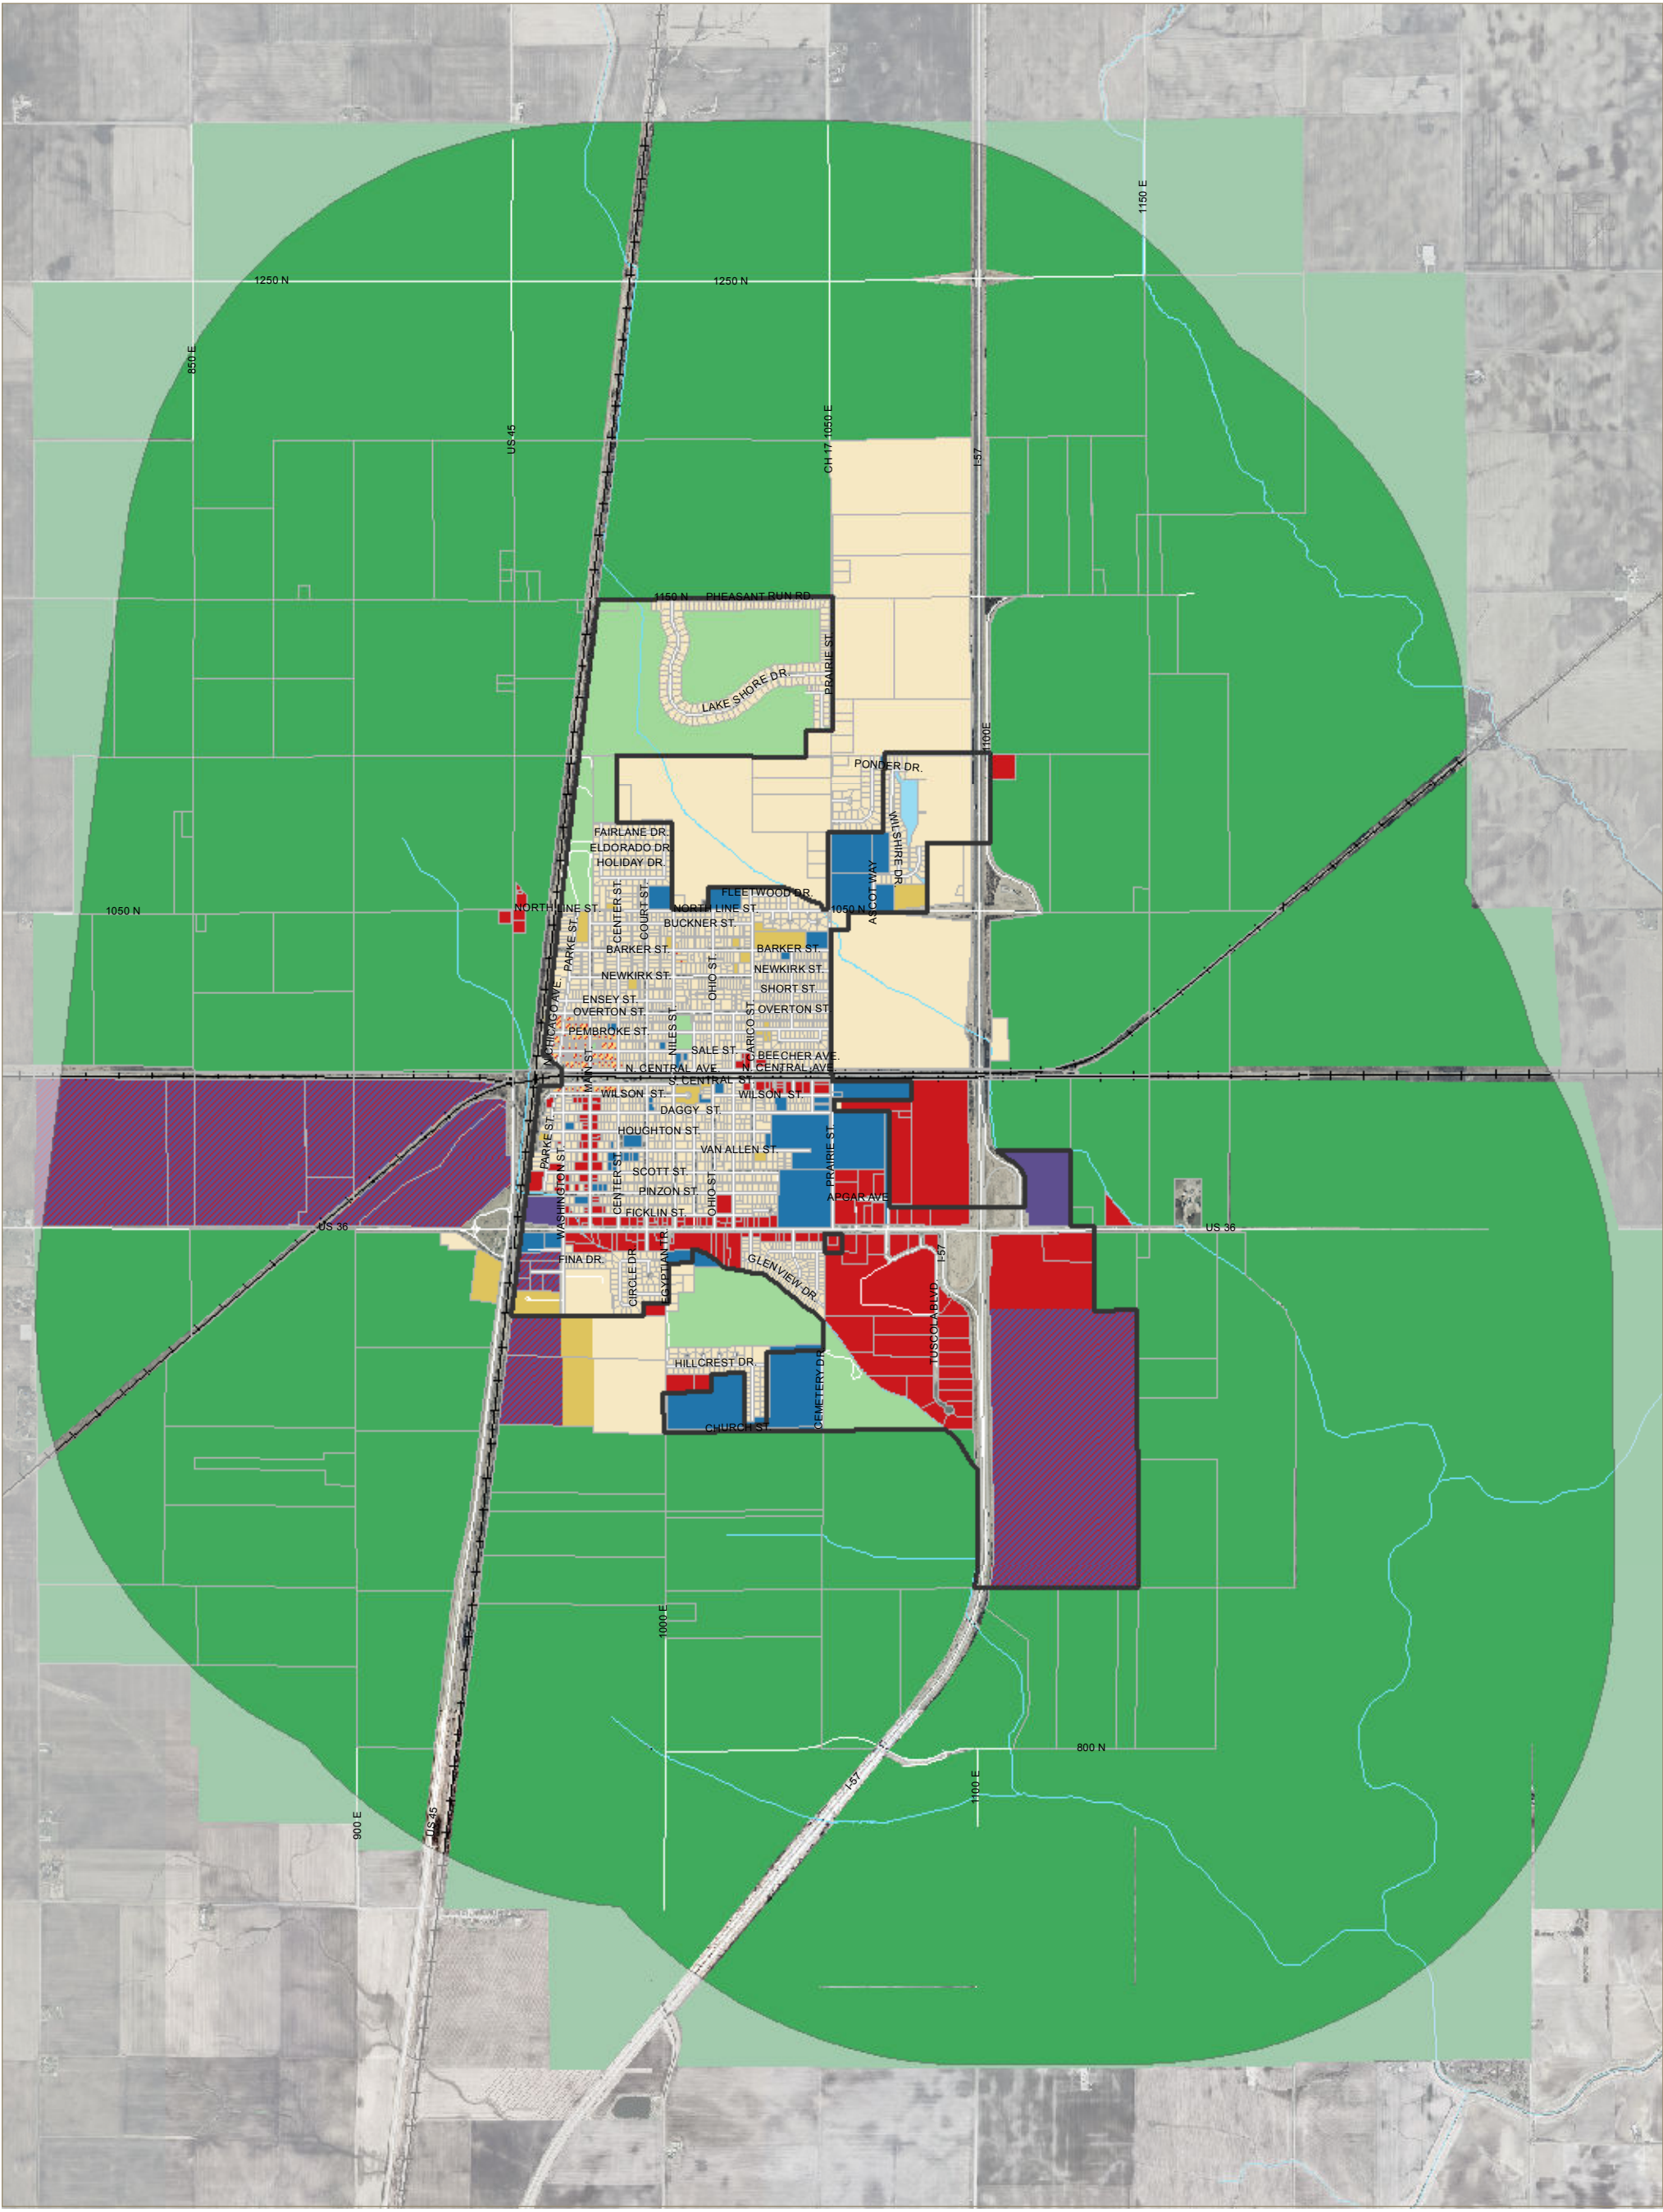 1150 E
1250 N
1250 N
850 E
US 45
CH 17 1050 E
I-57
1150 N
PHEASANT RUN RD.
PRAIRIE ST.
LAKE SHORE DR.
1100E
PONDER DR.
WILSHIRE DR.
FAIRLANE DR.
ELDORADO DR.
HOLIDAY DR.
ASCOT WAY
FLEETWOOD DR.
CENTER ST.
COURT ST.
1050 N
NORTH LINE ST.
NORTH LINE ST.
1050 N
BUCKNER ST.
PARKE ST.
BARKER ST.
BARKER ST.
NEWKIRK ST.
OHIO ST.
NEWKIRK ST.
SHORT ST.
ENSEY ST.
OVERTON ST.
OVERTON ST.
N CHICAGO AVE.
PEMBROKE ST.
NILES ST.
CARICO ST.
SALE ST.
BEECHER AVE.
MAIN ST.
N. CENTRAL AVE.
N. CENTRAL AVE.
S. CENTRAL ST.
WILSON ST.
WILSON ST.
DAGGY ST.
HOUGHTON ST.
PARKE ST.
VAN ALLEN ST.
PRAIRIE ST.
SCOTT ST.
WASHINGTON ST.
CENTER ST.
PINZON ST.
OHIO ST.
APGAR AVE.
FICKLIN ST.
US 36
US 36
FINA DR.
CIRCLE DR.
EGYPTIAN TR.
GLENVIEW DR.
I-57
TUSCOLA BLVD.
HILLCREST DR.
CEMETERY DR.
CHURCH ST.
1000 E
800 N
I-57
1100 E
900 E
US 45